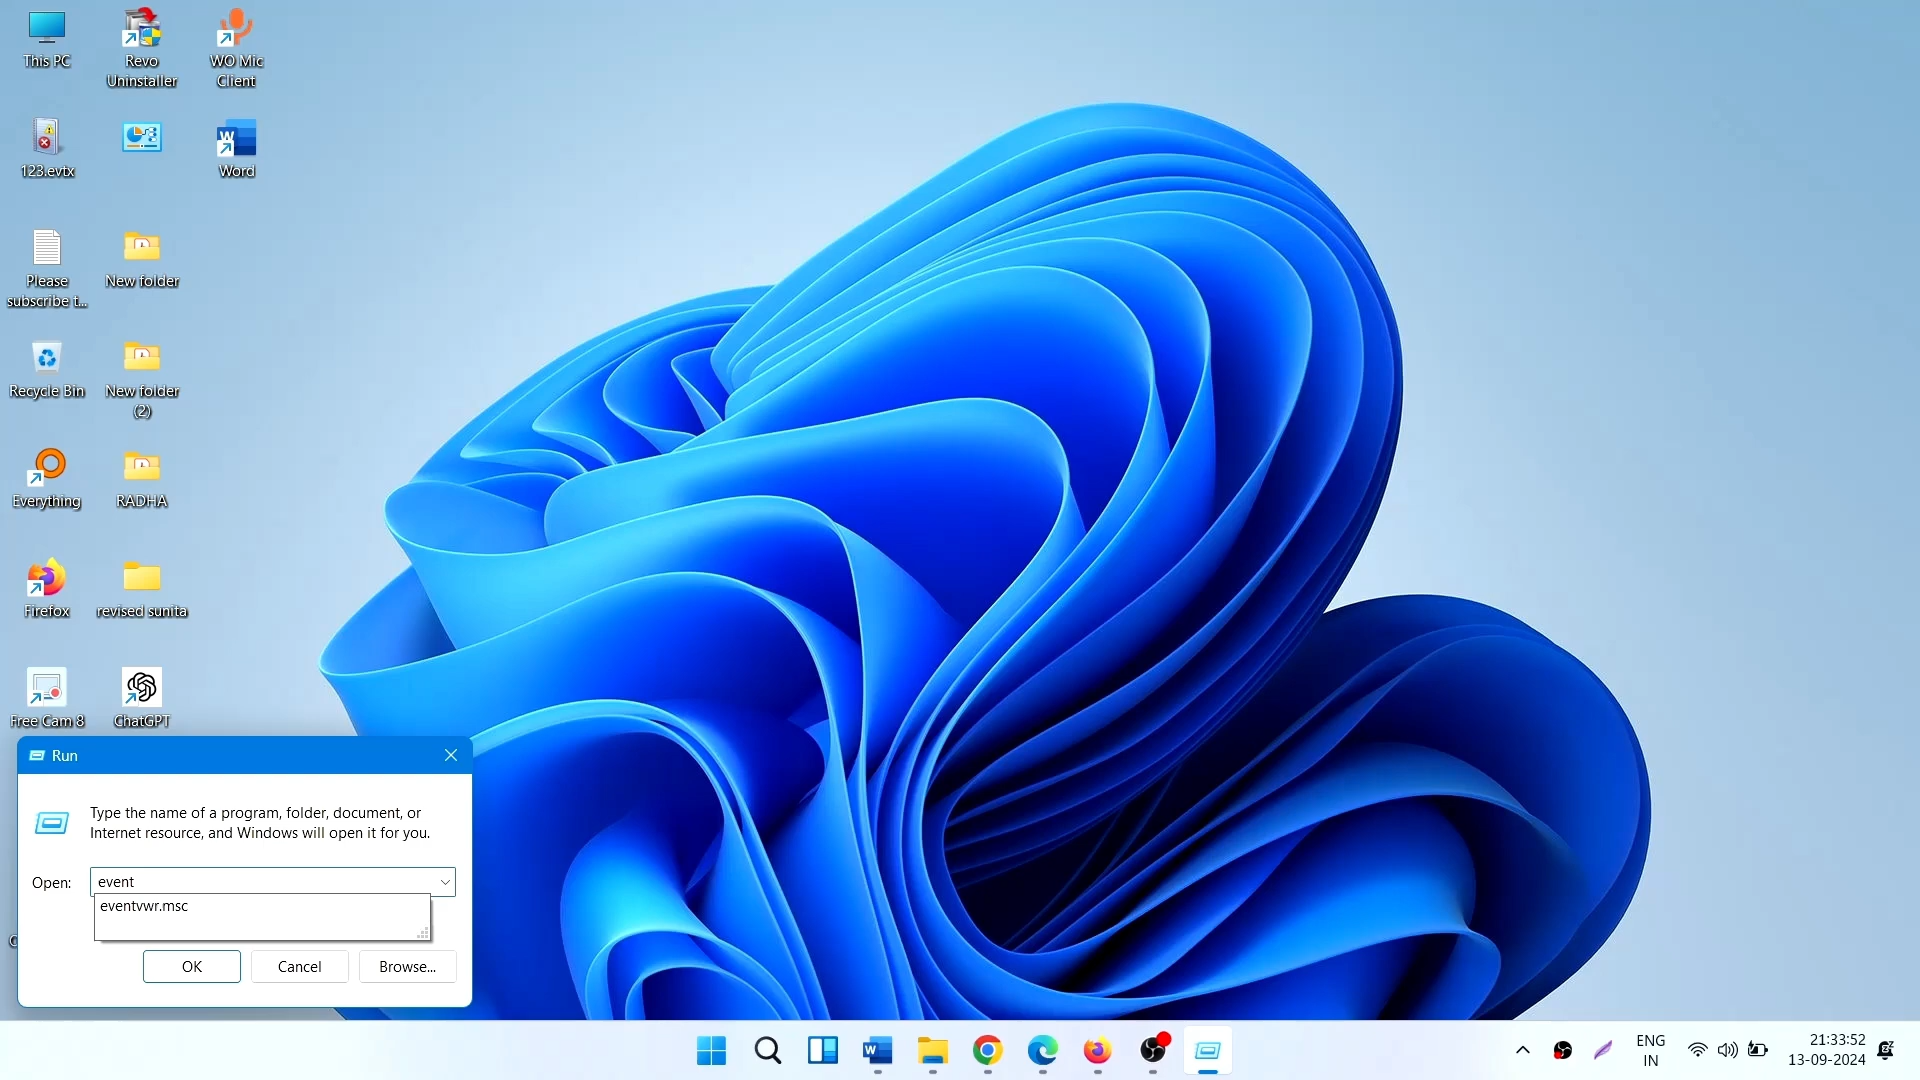 This PC
Revo
Uninstaller
WO Mic
Client
123.evtx
Word
Please
subscribe t...
New folder
Recycle Bin
New folder
(2)
Everything
RADHA
Firefox
revised sunita
Free Cam 8
ChatGPT
Run
Type the name of a program, folder, document, or
Internet resource, and Windows will open it for you.
Open:
event
eventvwr.msc
OK
Cancel
Browse...
ENG
IN
21:33:52
13-09-2024